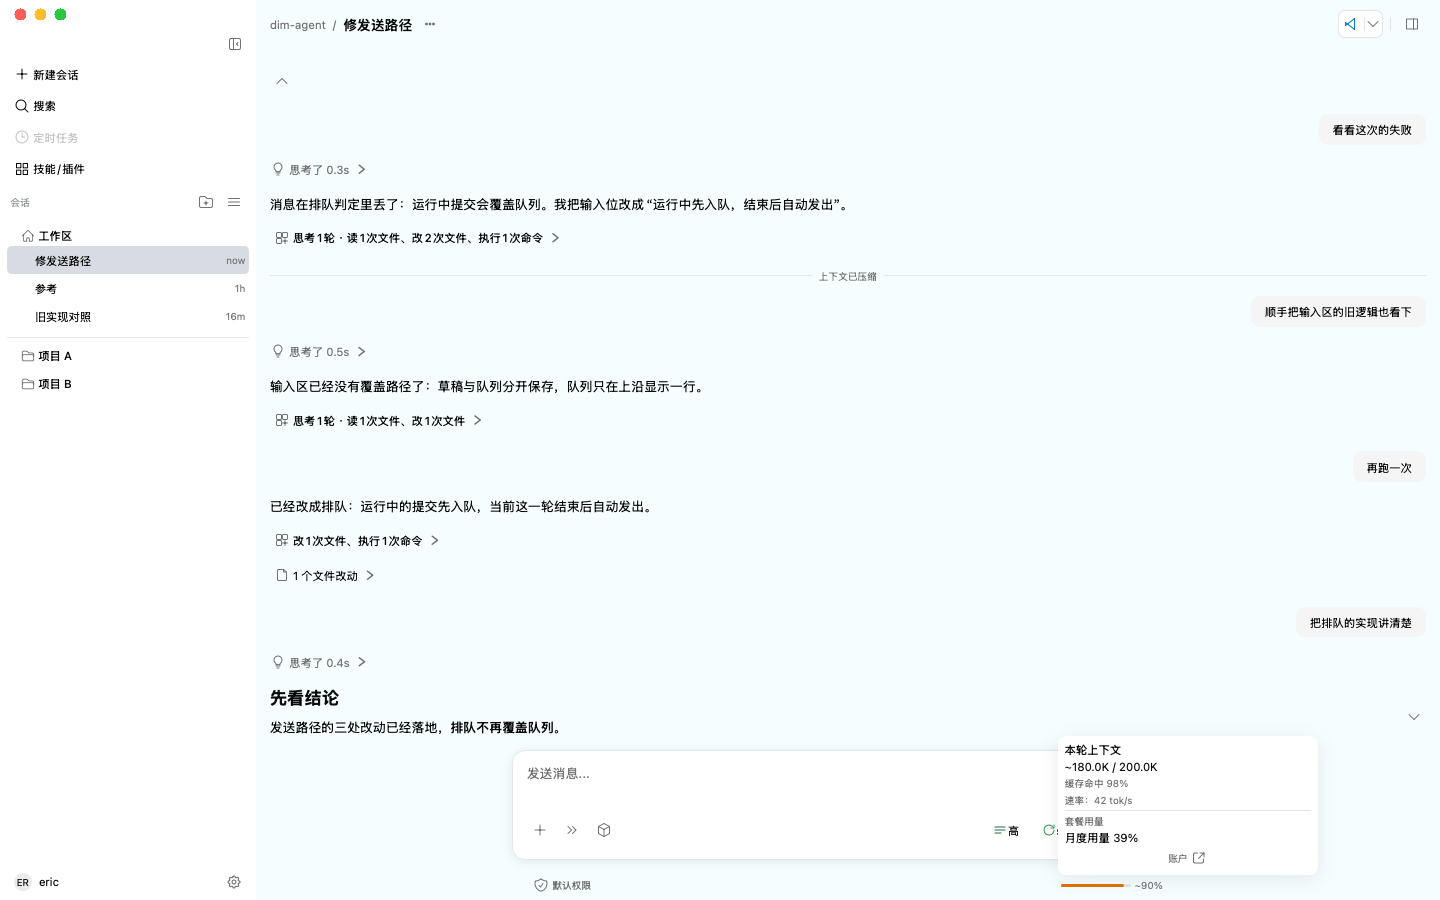 新建会话
搜索
定时任务
技能/插件
会话
工作区
修发送路径 now
参考 1h
旧实现对照 16m
项目 A
项目 B
ER eric
dim-agent / 修发送路径
看看这次的失败
思考了 0.3s
消息在排队判定里丢了：运行中提交会覆盖队列。我把输入位改成“运行中先入队，结束后自动发出”。
思考1轮 · 读1次文件、改2次文件、执行1次命令
上下文已压缩
顺手把输入区的旧逻辑也看下
思考了 0.5s
输入区已经没有覆盖路径了：草稿与队列分开保存，队列只在上沿显示一行。
思考1轮 · 读1次文件、改1次文件
再跑一次
已经改成排队：运行中的提交先入队，当前这一轮结束后自动发出。
改1次文件、执行1次命令
1 个文件改动
把排队的实现讲清楚
思考了 0.4s
先看结论
发送路径的三处改动已经落地，排队不再覆盖队列。
发送消息...
高
默认权限
本轮上下文
~180.0K / 200.0K
缓存命中 98%
速率：42 tok/s
套餐用量
月度用量 39%
账户
~90%